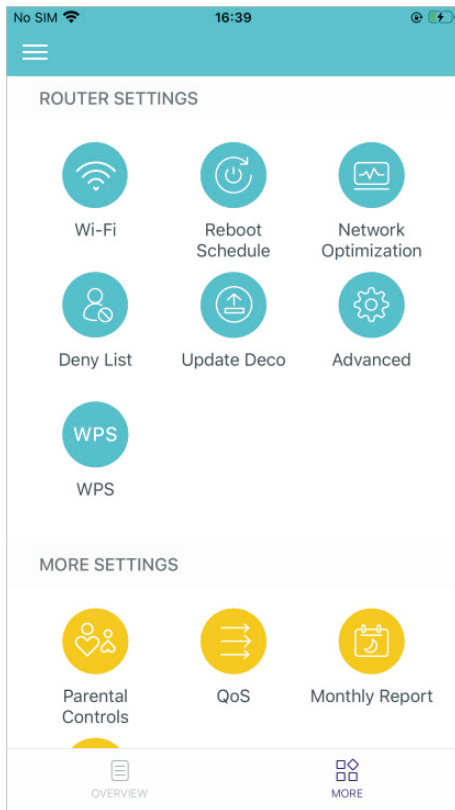 No SIM 16:39
ROUTER SETTINGS
Wi-Fi
Reboot
Schedule
Network
Optimization
Deny List
Update Deco
Advanced
WPS
WPS
MORE SETTINGS
Parental
Controls
QoS
Monthly Report
OVERVIEW
MORE